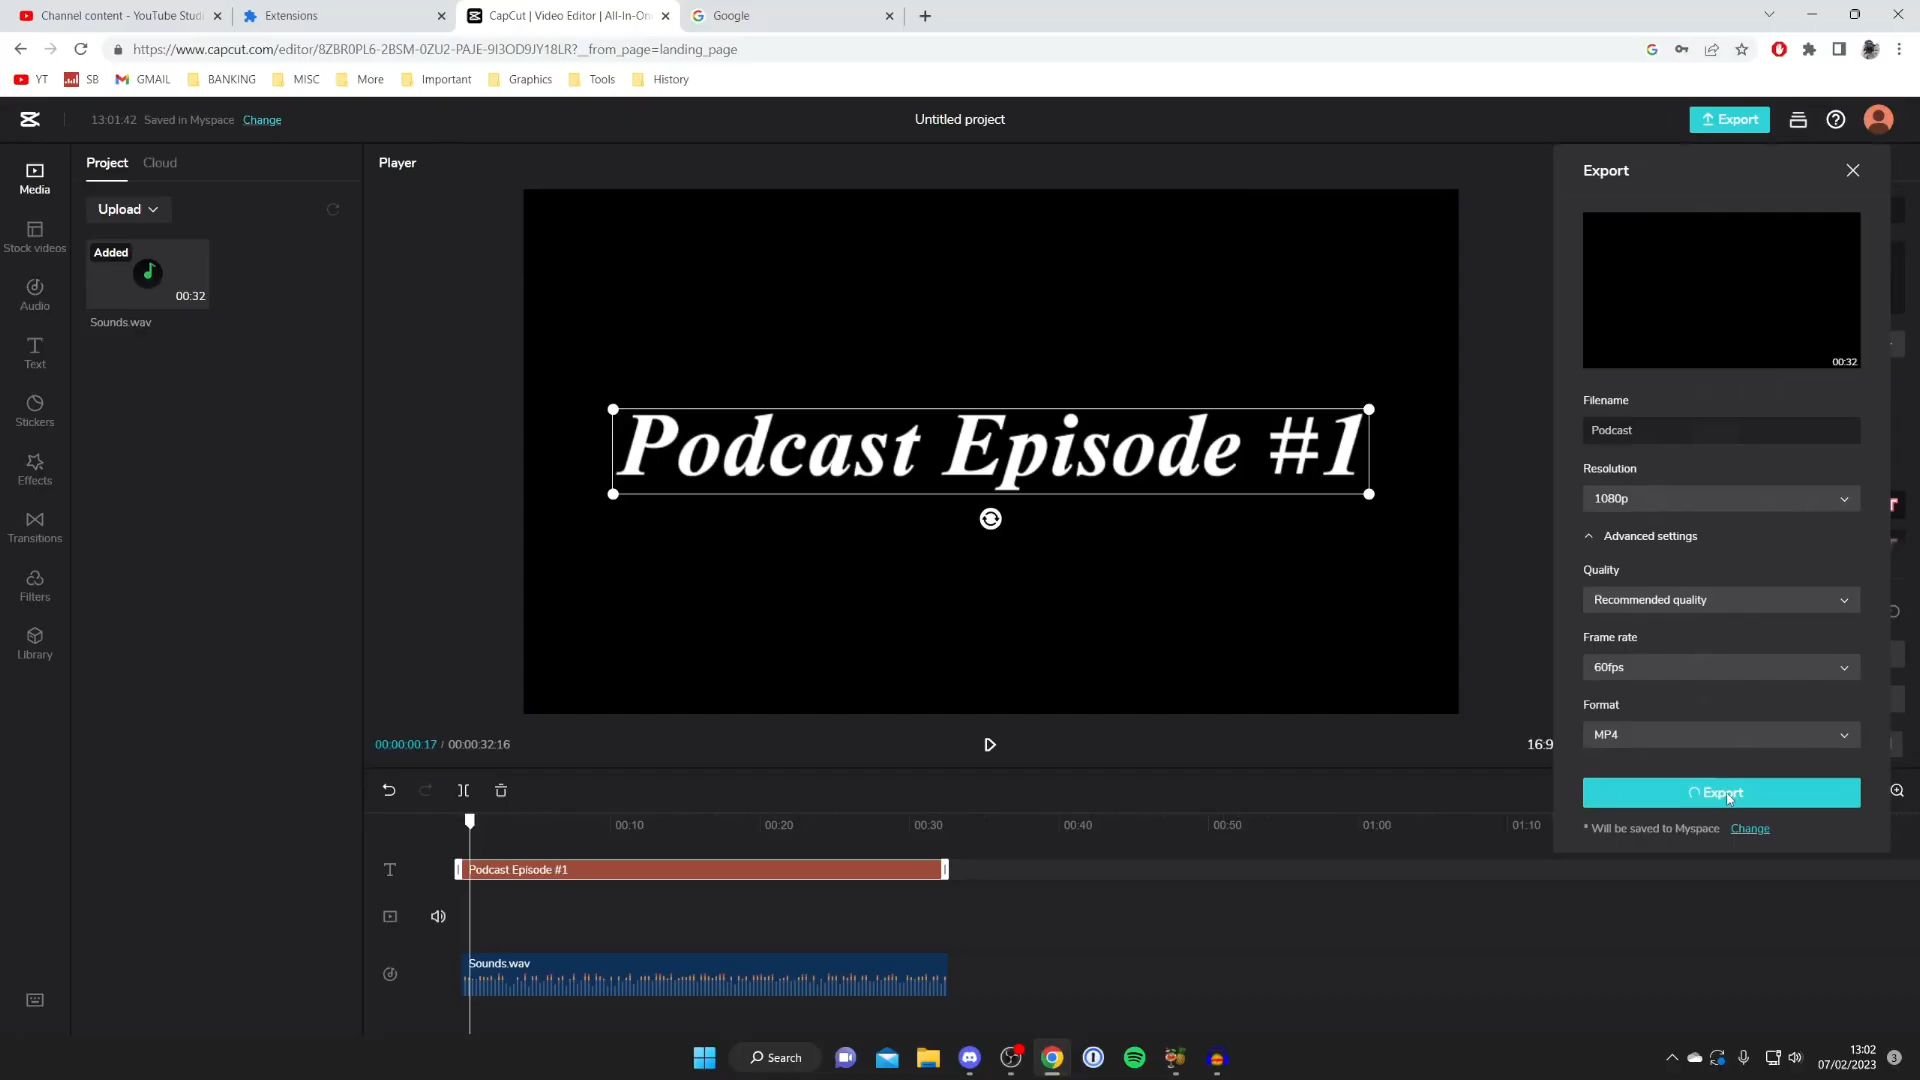 Channel content - YouTube Studi
Extensions
CapCut | Video Editor | All-In-On
Google
https://www.capcut.com/editor/8ZBR0PL6-2BSM-0ZU2-PAJE-9I3OD9JY18LR?__from_page=landing_page
YT
SB
GMAIL
BANKING
MISC
More
Important
Graphics
Tools
History
13:01:42 Saved in Myspace Change
Untitled project
Export
Media
Stock videos
Audio
Text
Stickers
Effects
Transitions
Filters
Library
Project
Cloud
Upload
Added
00:32
Sounds.wav
Player
Podcast Episode #1
00:00:00:17 / 00:00:32:16
16:9
Export
00:32
Filename
Podcast
Resolution
1080p
Advanced settings
Quality
Recommended quality
Frame rate
60fps
Format
MP4
Export
* Will be saved to Myspace Change
00:10
00:20
00:30
00:40
00:50
01:00
01:10
Podcast Episode #1
Sounds.wav
Search
13:02
07/02/2023
3